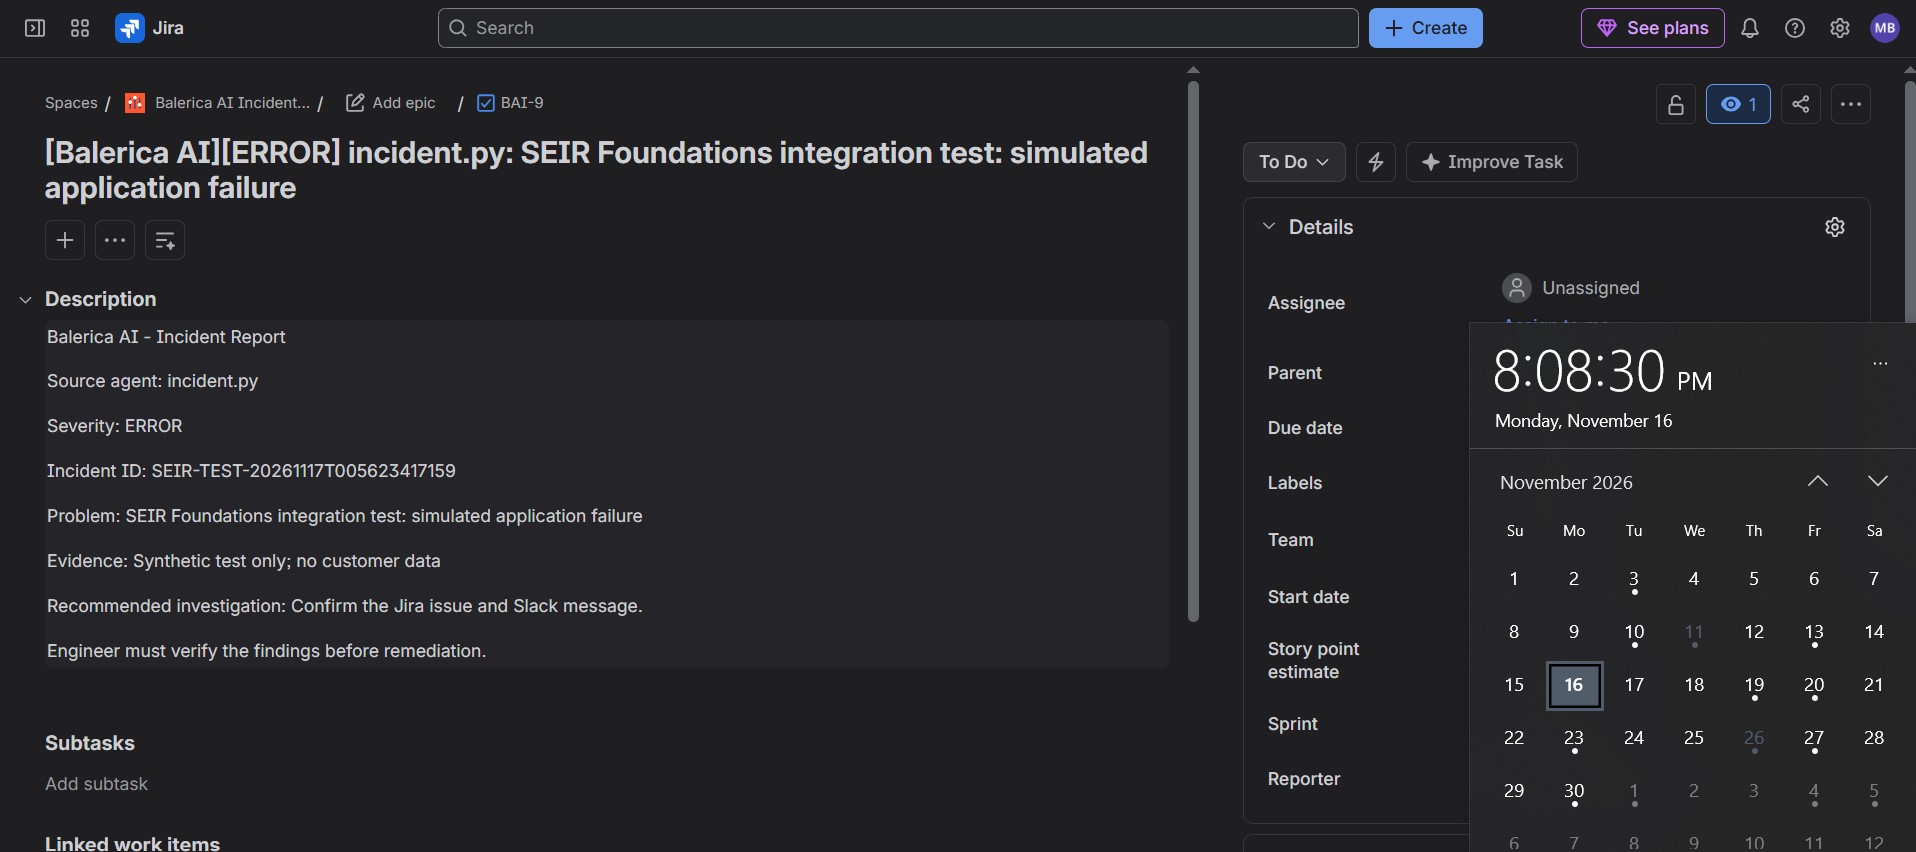 Jira
Search
Create
See plans
MB
Spaces /
Balerica AI Incident... /
Add epic
/
BAI-9
1
[Balerica AI][ERROR] incident.py: SEIR Foundations integration test: simulated
application failure
To Do
Improve Task
Details
Description
Balerica AI - Incident Report
Source agent: incident.py
Severity: ERROR
Incident ID: SEIR-TEST-20261117T005623417159
Problem: SEIR Foundations integration test: simulated application failure
Evidence: Synthetic test only; no customer data
Recommended investigation: Confirm the Jira issue and Slack message.
Engineer must verify the findings before remediation.
Subtasks
Add subtask
Linked work items
Assignee
Unassigned
Parent
Due date
Labels
Team
Start date
Story point
estimate
Sprint
Reporter
8:08:30 PM
Monday, November 16
November 2026
Su Mo Tu We Th Fr Sa
1 2 3 4 5 6 7
8 9 10 11 12 13 14
15 16 17 18 19 20 21
22 23 24 25 26 27 28
29 30 1 2 3 4 5
6 7 8 9 10 11 12